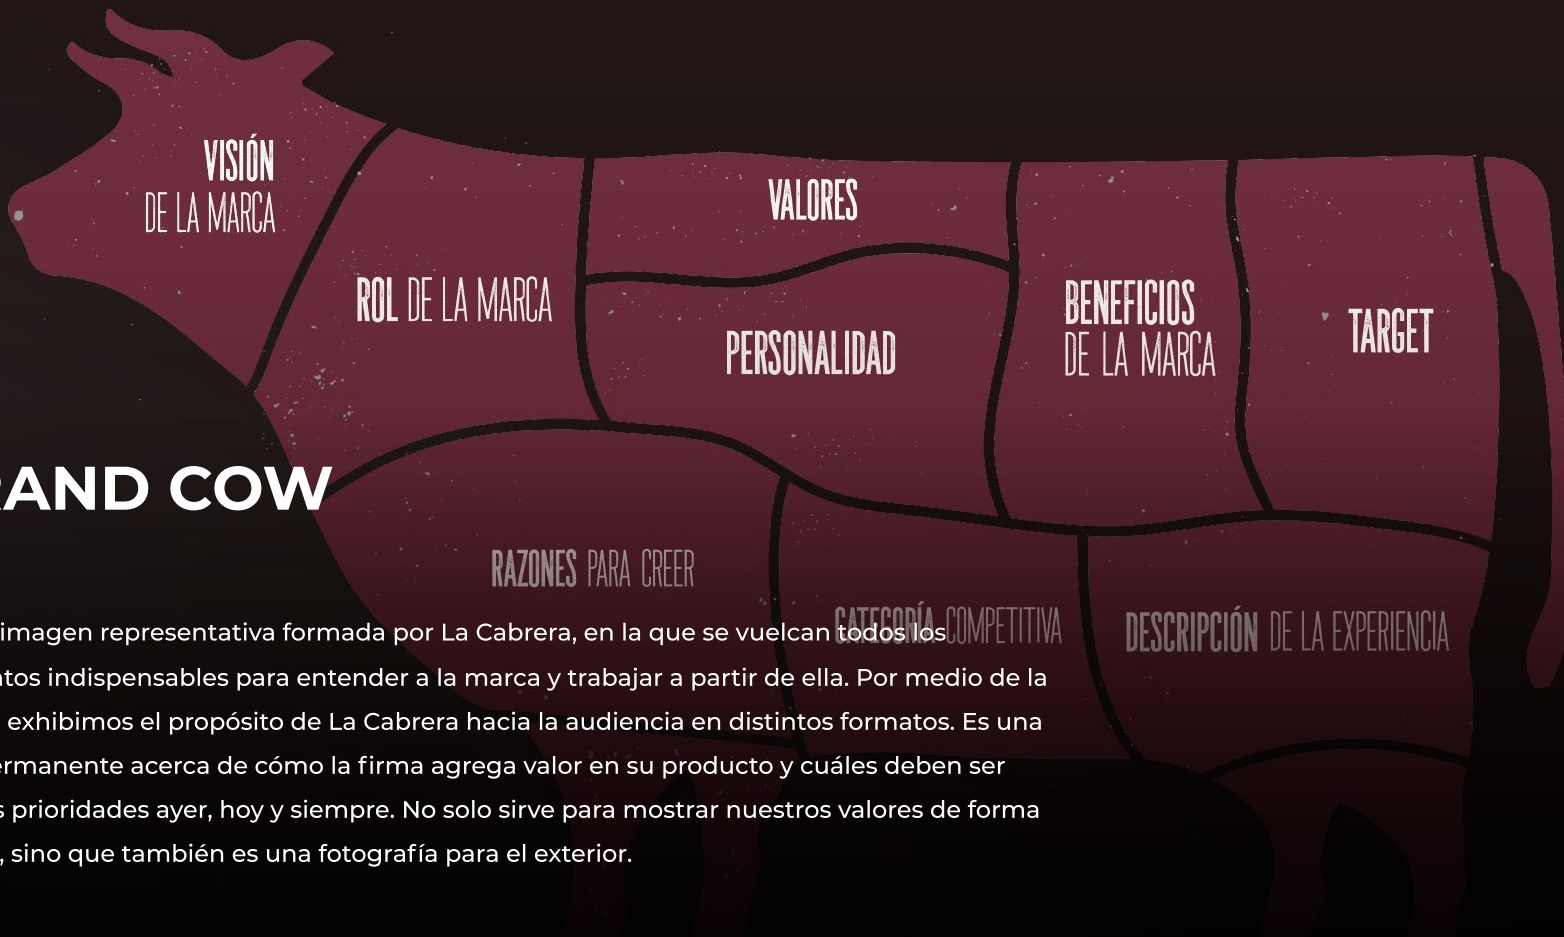 VISIÓN
DE LA MARCA
ROL DE LA MARCA
VALORES
PERSONALIDAD
BENEFICIOS
DE LA MARCA
TARGET
RAND COW
RAZONES PARA CREER
CATEGORÍA COMPETITIVA
DESCRIPCIÓN DE LA EXPERIENCIA
imagen representativa formada por La Cabrera, en la que se vuelcan todos los
ntos indispensables para entender a la marca y trabajar a partir de ella. Por medio de la
exhibimos el propósito de La Cabrera hacia la audiencia en distintos formatos. Es una
ermanente acerca de cómo la firma agrega valor en su producto y cuáles deben ser
s prioridades ayer, hoy y siempre. No solo sirve para mostrar nuestros valores de forma
, sino que también es una fotografía para el exterior.